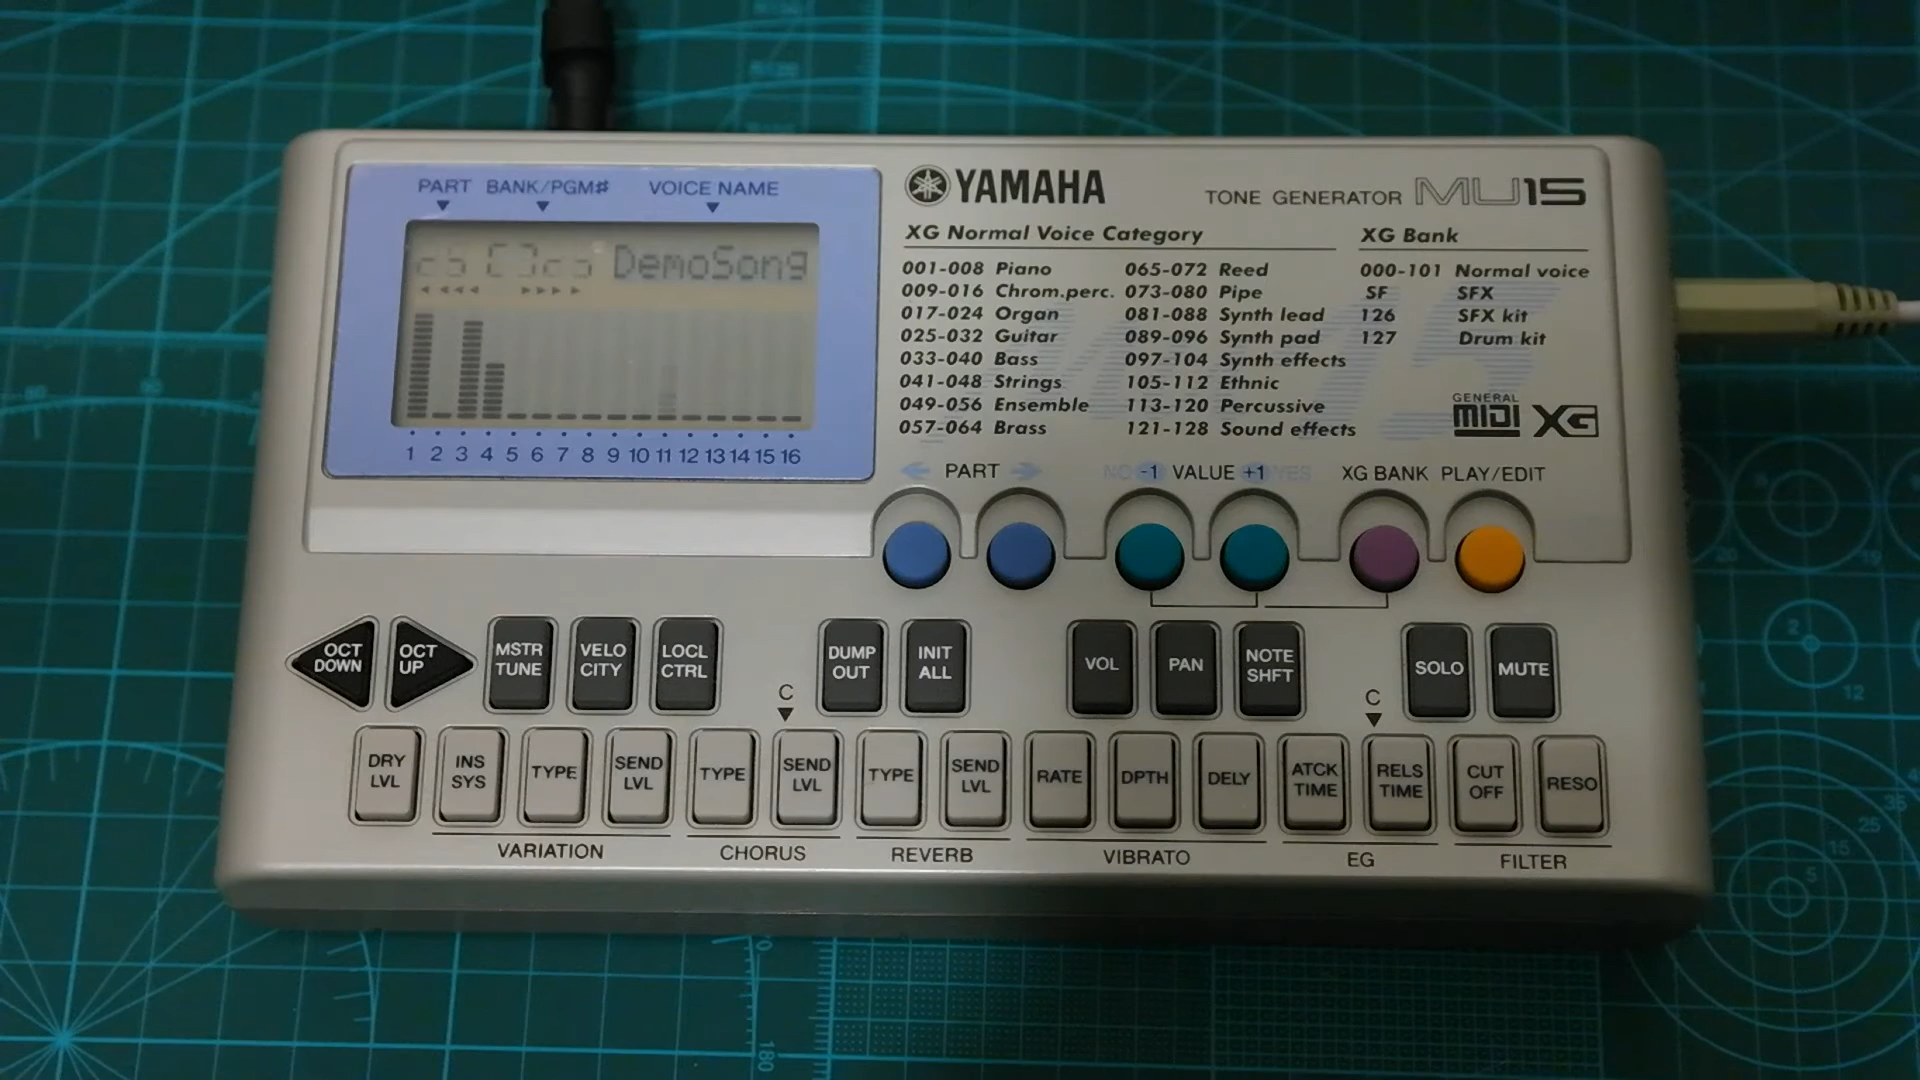 PART BANK/PGM# VOICE NAME
DemoSong
1 2 3 4 5 6 7 8 9 10 11 12 13 14 15 16
YAMAHA
TONE GENERATOR MU15
XG Normal Voice Category
XG Bank
001-008 Piano
009-016 Chrom.perc.
017-024 Organ
025-032 Guitar
033-040 Bass
041-048 Strings
049-056 Ensemble
057-064 Brass
065-072 Reed
073-080 Pipe
081-088 Synth lead
089-096 Synth pad
097-104 Synth effects
105-112 Ethnic
113-120 Percussive
121-128 Sound effects
000-101 Normal voice
SF SFX
126 SFX kit
127 Drum kit
GENERAL
MIDI XG
PART NO -1 VALUE +1 YES XG BANK PLAY/EDIT
OCT
DOWN
OCT
UP
MSTR
TUNE
VELO
CITY
LOCL
CTRL
C
DUMP
OUT
INIT
ALL
VOL
PAN
NOTE
SHFT
C
SOLO
MUTE
DRY
LVL
INS
SYS
TYPE
SEND
LVL
TYPE
SEND
LVL
TYPE
SEND
LVL
RATE
DPTH
DELY
ATCK
TIME
RELS
TIME
CUT
OFF
RESO
VARIATION CHORUS REVERB VIBRATO EG FILTER